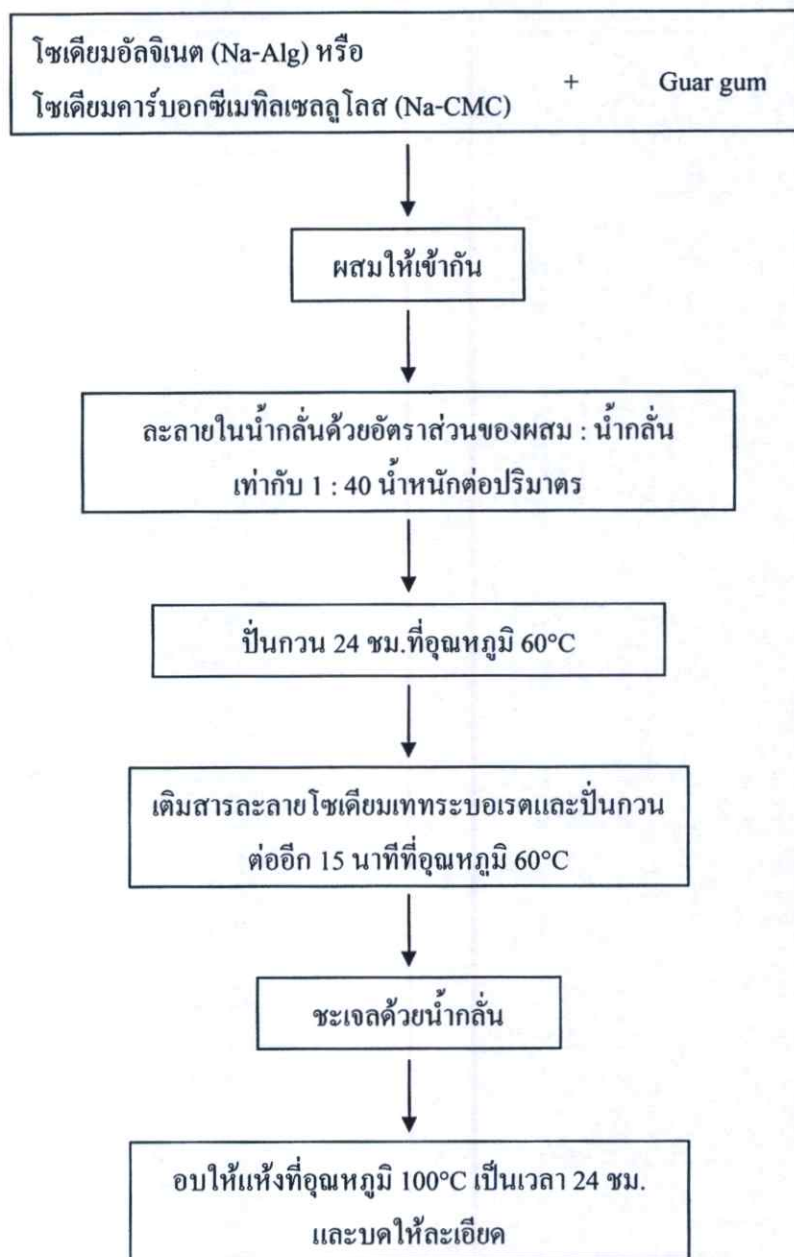 โซเดียมอัลจิเนต (Na-Alg) หรือ
โซเดียมคาร์บอกซีเมทิลเซลลูโลส (Na-CMC) + Guar gum
ผสมให้เข้ากัน
ละลายในน้ำกลั่นด้วยอัตราส่วนของผสม : น้ำกลั่น
เท่ากับ 1 : 40 น้ำหนักต่อปริมาตร
ปั่นกวน 24 ชม.ที่อุณหภูมิ 60°C
เติมสารละลายโซเดียมเททระบอเรตและปั่นกวน
ต่ออีก 15 นาทีที่อุณหภูมิ 60°C
ชะเจลด้วยน้ำกลั่น
อบให้แห้งที่อุณหภูมิ 100°C เป็นเวลา 24 ชม.
และบดให้ละเอียด